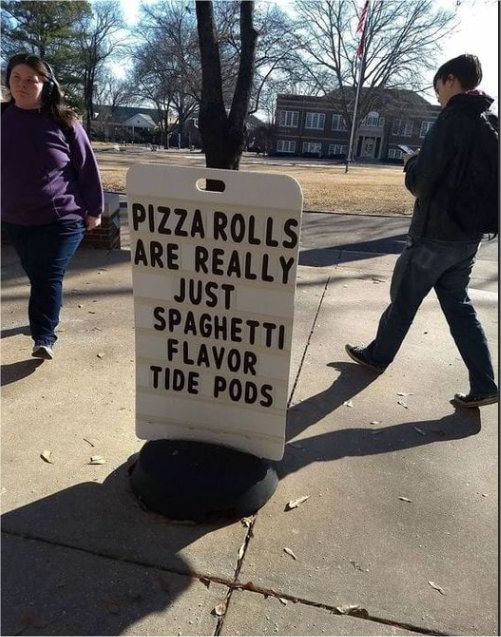 PIZZA ROLLS
ARE REALLY
JUST
SPAGHETTI
FLAVOR
TIDE PODS